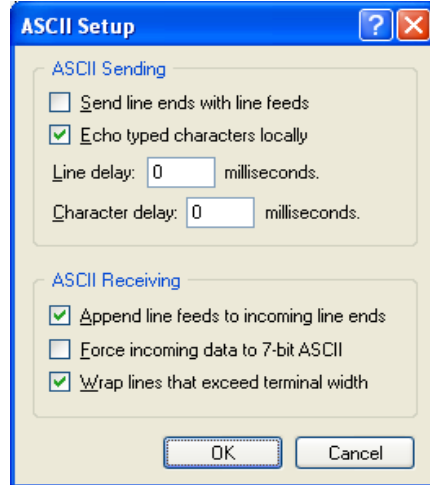 ASCII Setup
ASCII Sending
Send line ends with line feeds
Echo typed characters locally
Line delay: 0 milliseconds.
Character delay: 0 milliseconds.
ASCII Receiving
Append line feeds to incoming line ends
Force incoming data to 7-bit ASCII
Wrap lines that exceed terminal width
OK Cancel